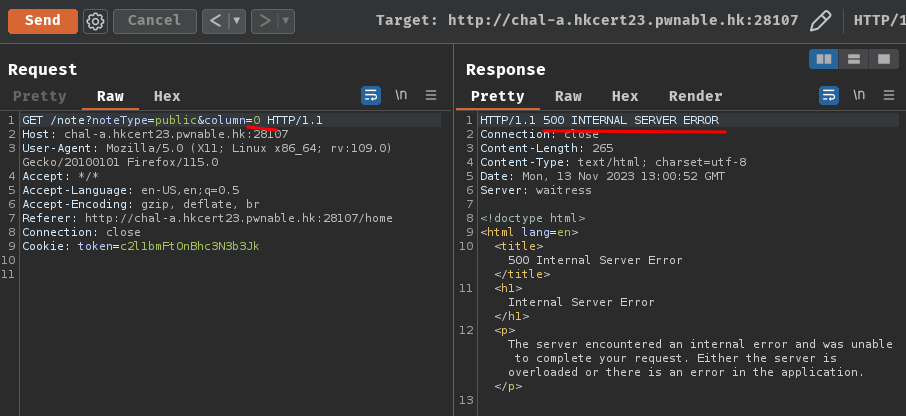 Send Cancel < > Target: http://chal-a.hkcert23.pwnable.hk:28107 HTTP/1
Request
Pretty Raw Hex \n
1 GET /note?noteType=public&column=0 HTTP/1.1
2 Host: chal-a.hkcert23.pwnable.hk:28107
3 User-Agent: Mozilla/5.0 (X11; Linux x86_64; rv:109.0)
Gecko/20100101 Firefox/115.0
4 Accept: */*
5 Accept-Language: en-US,en;q=0.5
6 Accept-Encoding: gzip, deflate, br
7 Referer: http://chal-a.hkcert23.pwnable.hk:28107/home
8 Connection: close
9 Cookie: token=c2l1bmFtOnBhc3N3b3Jk
10
11
Response
Pretty Raw Hex Render \n
1 HTTP/1.1 500 INTERNAL SERVER ERROR
2 Connection: close
3 Content-Length: 265
4 Content-Type: text/html; charset=utf-8
5 Date: Mon, 13 Nov 2023 13:00:52 GMT
6 Server: waitress
7
8 <!doctype html>
9 <html lang=en>
10 <title>
500 Internal Server Error
</title>
11 <h1>
Internal Server Error
</h1>
12 <p>
The server encountered an internal error and was unable
to complete your request. Either the server is
overloaded or there is an error in the application.
</p>
13